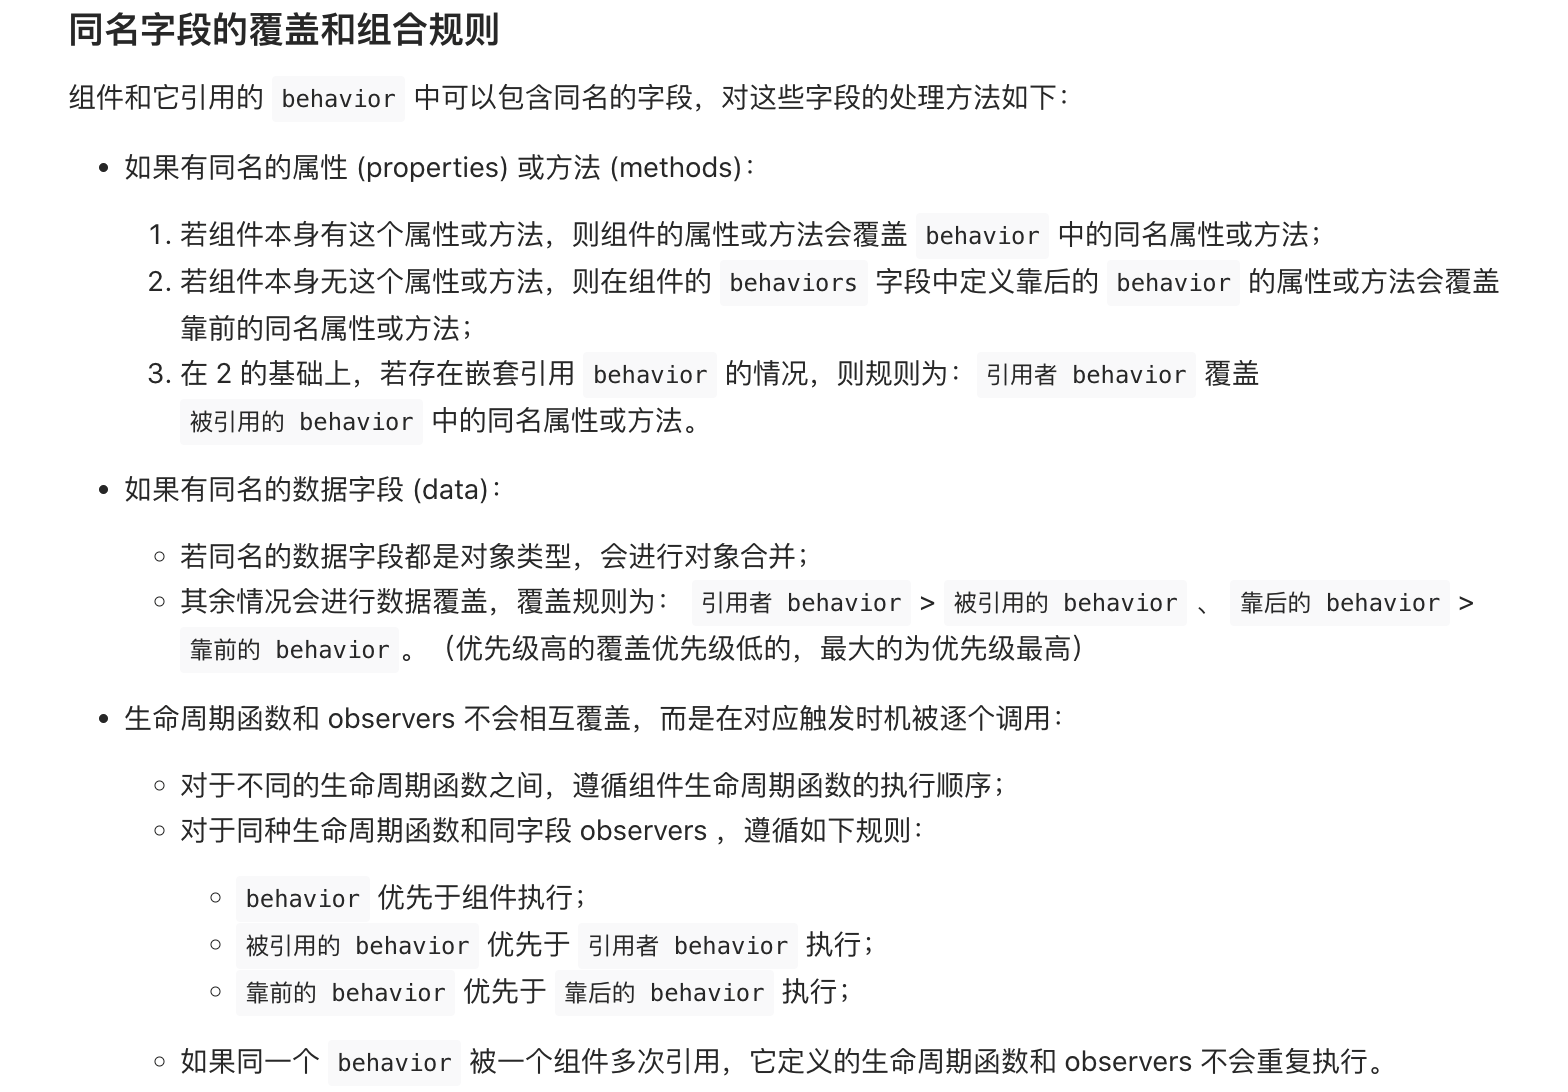 同名字段的覆盖和组合规则
组件和它引用的 behavior 中可以包含同名的字段，对这些字段的处理方法如下：
• 如果有同名的属性 (properties) 或方法 (methods)：
1. 若组件本身有这个属性或方法，则组件的属性或方法会覆盖 behavior 中的同名属性或方法；
2. 若组件本身无这个属性或方法，则在组件的 behaviors 字段中定义靠后的 behavior 的属性或方法会覆盖
靠前的同名属性或方法；
3. 在 2 的基础上，若存在嵌套引用 behavior 的情况，则规则为： 引用者 behavior 覆盖
被引用的 behavior 中的同名属性或方法。
• 如果有同名的数据字段 (data)：
◦ 若同名的数据字段都是对象类型，会进行对象合并；
◦ 其余情况会进行数据覆盖，覆盖规则为： 引用者 behavior > 被引用的 behavior 、 靠后的 behavior >
靠前的 behavior 。（优先级高的覆盖优先级低的，最大的为优先级最高）
• 生命周期函数和 observers 不会相互覆盖，而是在对应触发时机被逐个调用：
◦ 对于不同的生命周期函数之间，遵循组件生命周期函数的执行顺序；
◦ 对于同种生命周期函数和同字段 observers ，遵循如下规则：
◦ behavior 优先于组件执行；
◦ 被引用的 behavior 优先于 引用者 behavior 执行；
◦ 靠前的 behavior 优先于 靠后的 behavior 执行；
◦ 如果同一个 behavior 被一个组件多次引用，它定义的生命周期函数和 observers 不会重复执行。